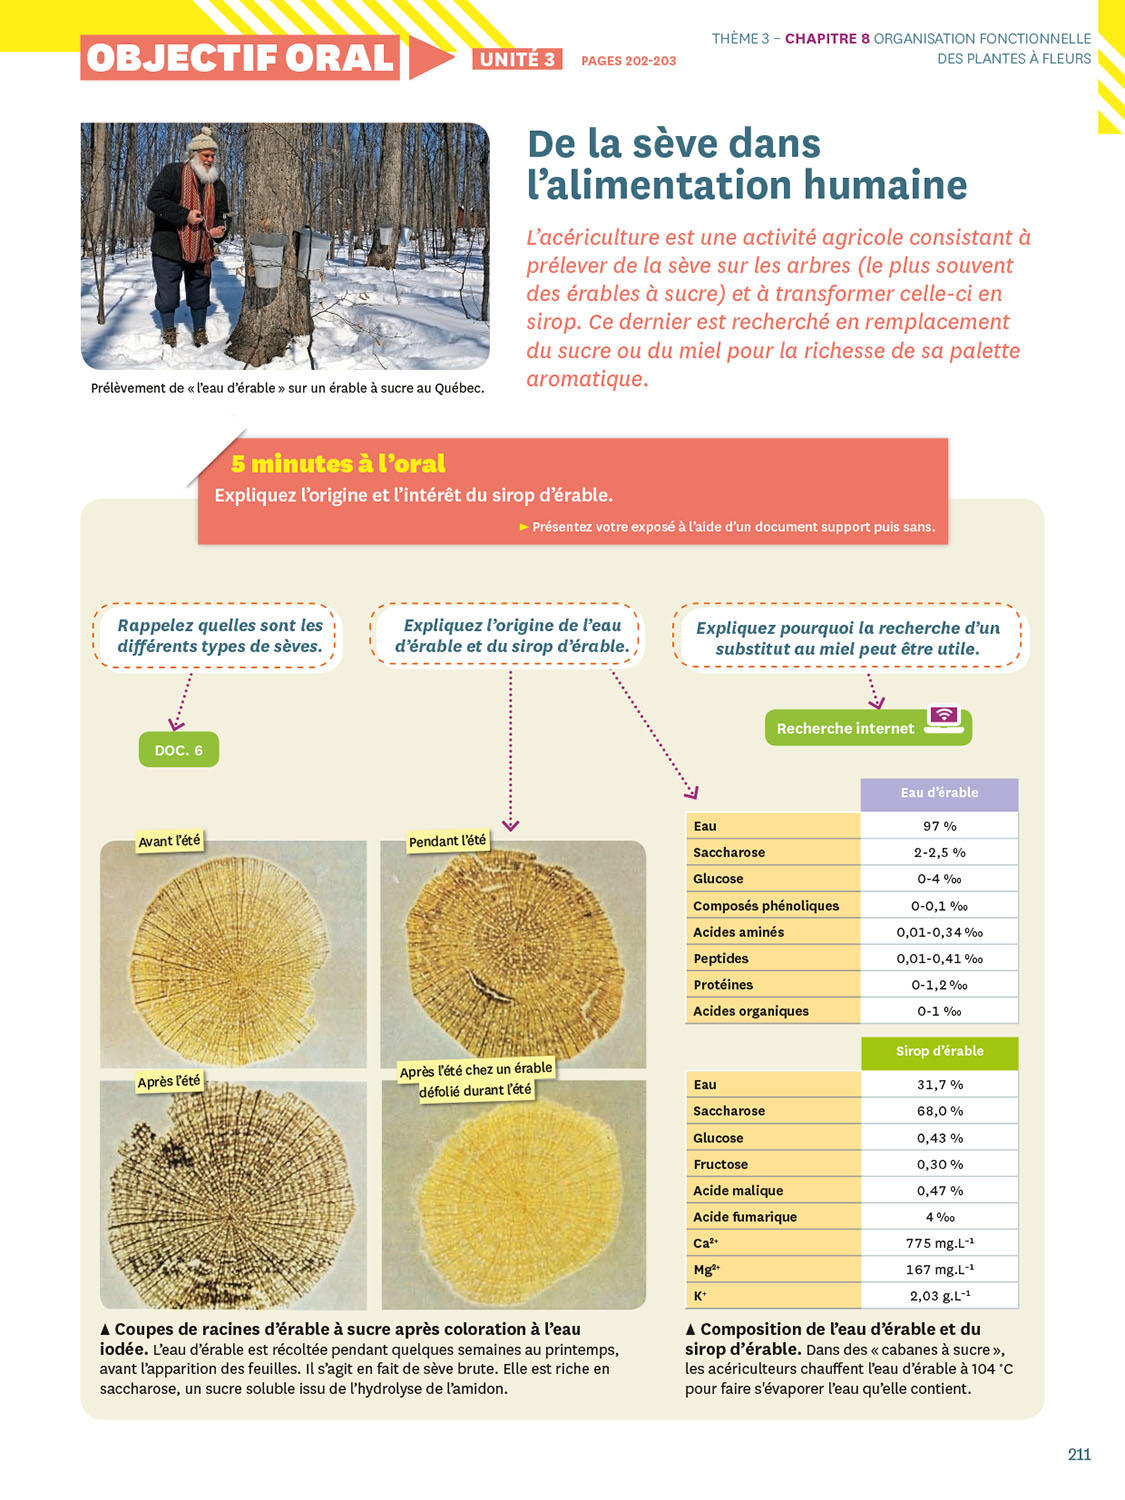 OBJECTIF ORAL
UNITÉ 3
PAGES 202-203
THÈME 3 – CHAPITRE 8 ORGANISATION FONCTIONNELLE
DES PLANTES À FLEURS
De la sève dans
l'alimentation humaine
L'acériculture est une activité agricole consistant à
prélever de la sève sur les arbres (le plus souvent
des érables à sucre) et à transformer celle-ci en
sirop. Ce dernier est recherché en remplacement
du sucre ou du miel pour la richesse de sa palette
aromatique.
Prélèvement de « l'eau d'érable » sur un érable à sucre au Québec.
5 minutes à l'oral
Expliquez l'origine et l'intérêt du sirop d'érable.
► Présentez votre exposé à l'aide d'un document support puis sans.
Rappelez quelles sont les
différents types de sèves.
DOC. 6
Expliquez l'origine de l'eau
d'érable et du sirop d'érable.
Expliquez pourquoi la recherche d'un
substitut au miel peut être utile.
Recherche internet
Avant l'été
Pendant l'été
Après l'été
Après l'été chez un érable
défolié durant l'été
▲ Coupes de racines d'érable à sucre après coloration à l'eau
iodée. L'eau d'érable est récoltée pendant quelques semaines au printemps,
avant l'apparition des feuilles. Il s'agit en fait de sève brute. Elle est riche en
saccharose, un sucre soluble issu de l'hydrolyse de l'amidon.
Eau d'érable
Eau 97 %
Saccharose 2-2,5 %
Glucose 0-4 ‰
Composés phénoliques 0-0,1 ‰
Acides aminés 0,01-0,34 ‰
Peptides 0,01-0,41 ‰
Protéines 0-1,2 ‰
Acides organiques 0-1 ‰
Sirop d'érable
Eau 31,7 %
Saccharose 68,0 %
Glucose 0,43 %
Fructose 0,30 %
Acide malique 0,47 %
Acide fumarique 4 ‰
Ca²⁺ 775 mg.L⁻¹
Mg²⁺ 167 mg.L⁻¹
K⁺ 2,03 g.L⁻¹
▲ Composition de l'eau d'érable et du
sirop d'érable. Dans des « cabanes à sucre »,
les acériculteurs chauffent l'eau d'érable à 104 °C
pour faire s'évaporer l'eau qu'elle contient.
211